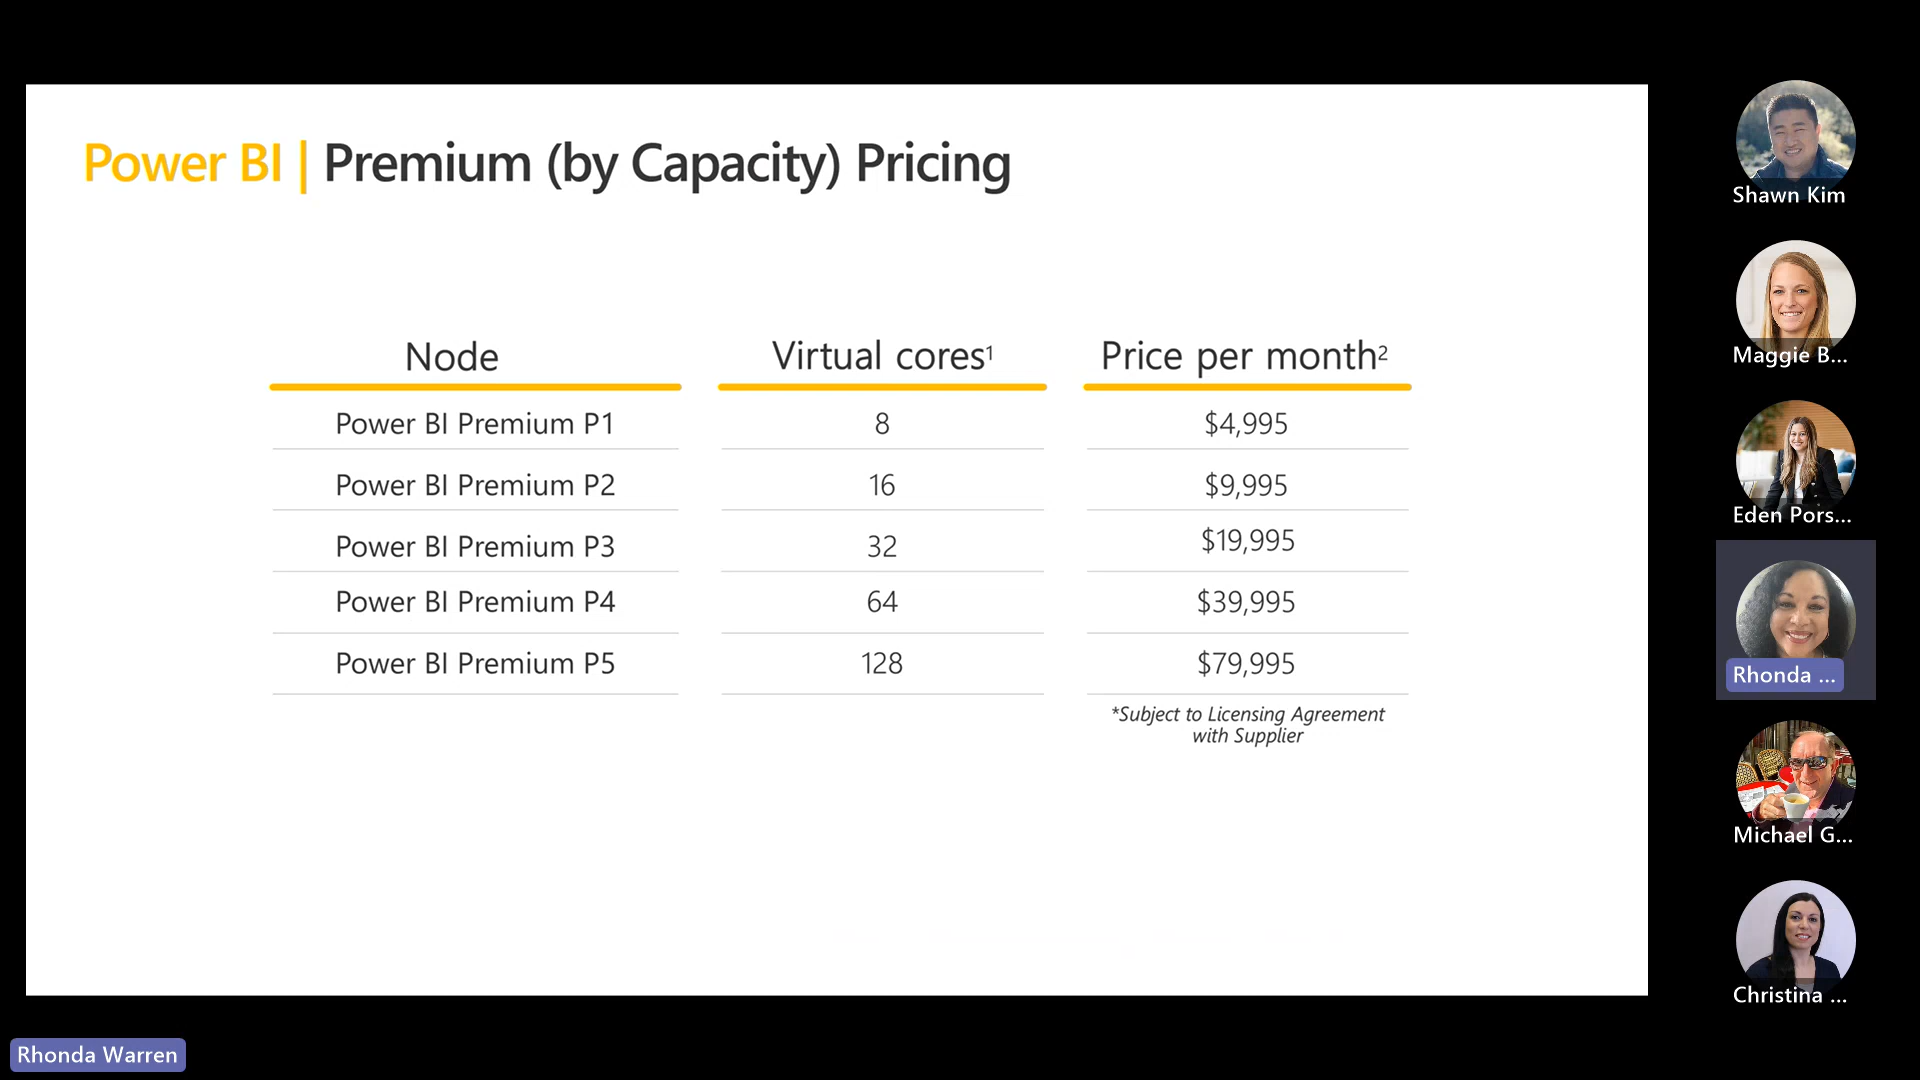 Power BI | Premium (by Capacity) Pricing
Node Virtual cores¹ Price per month²
Power BI Premium P1 8 $4,995
Power BI Premium P2 16 $9,995
Power BI Premium P3 32 $19,995
Power BI Premium P4 64 $39,995
Power BI Premium P5 128 $79,995
*Subject to Licensing Agreement
with Supplier
Shawn Kim
Maggie B...
Eden Pors...
Rhonda ...
Michael G...
Christina ...
Rhonda Warren